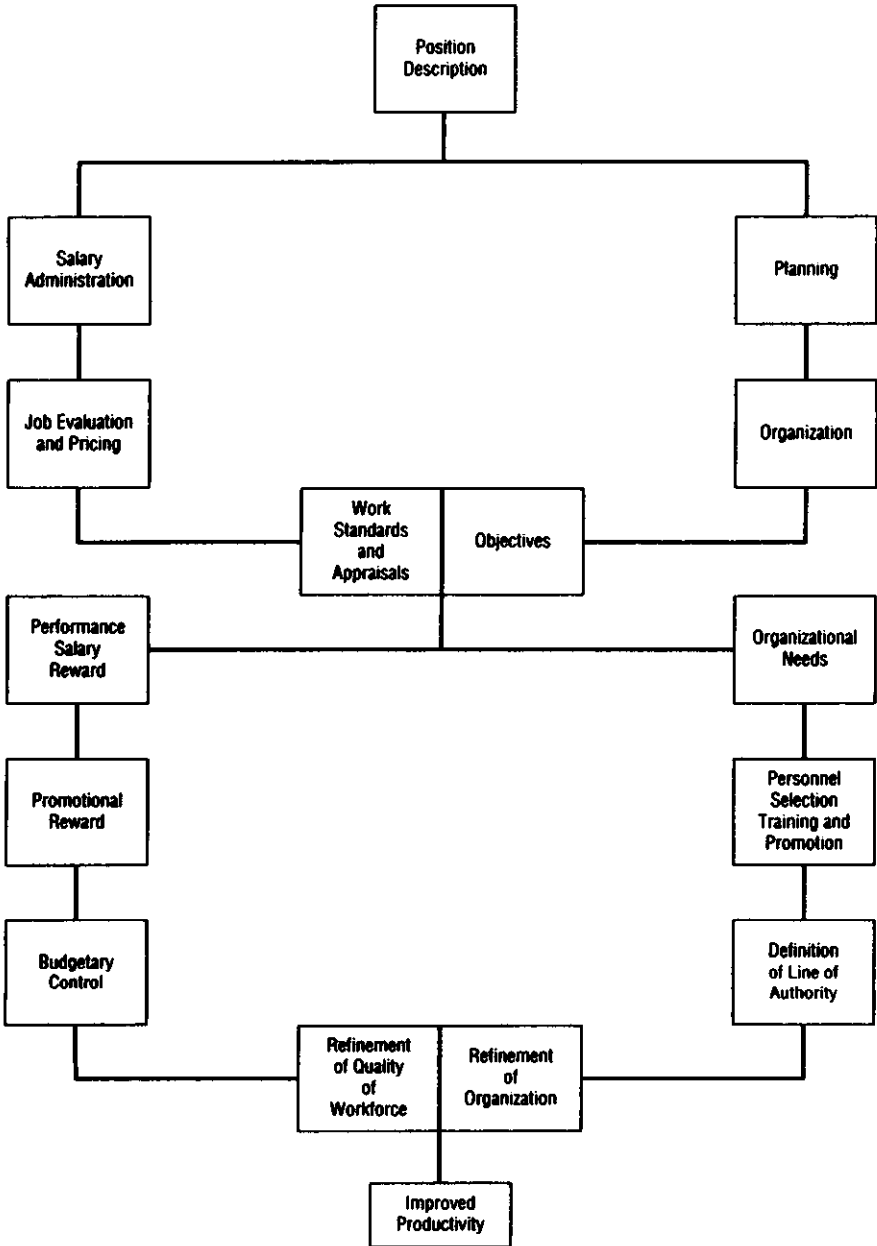 Position
Description
Salary
Administration
Planning
Job Evaluation
and Pricing
Organization
Work
Standards
and
Appraisals
Objectives
Performance
Salary
Reward
Organizational
Needs
Promotional
Reward
Personnel
Selection
Training and
Promotion
Budgetary
Control
Definition
of Line of
Authority
Refinement
of Quality
of
Workforce
Refinement
of
Organization
Improved
Productivity